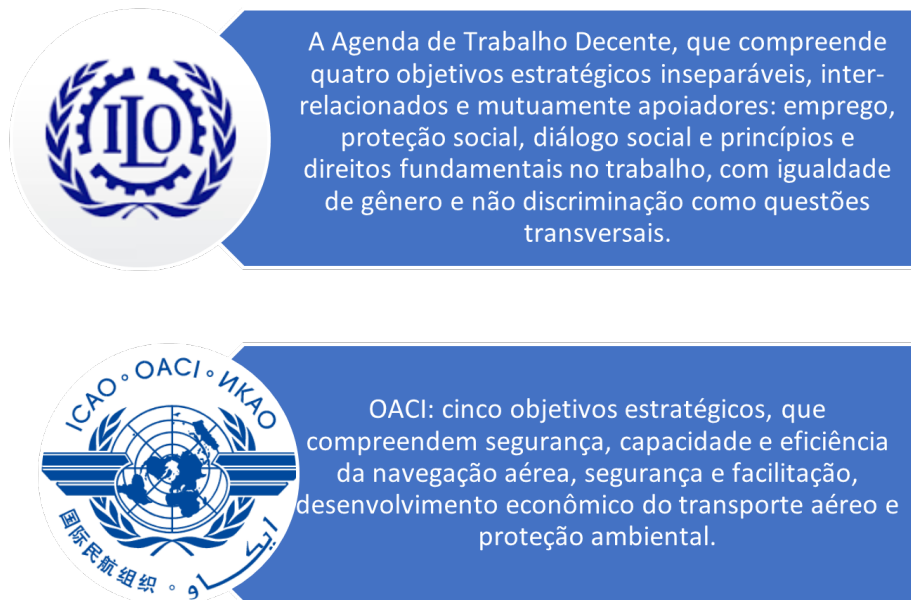 ILO
A Agenda de Trabalho Decente, que compreende
quatro objetivos estratégicos inseparáveis, inter-
relacionados e mutuamente apoiadores: emprego,
proteção social, diálogo social e princípios e
direitos fundamentais no trabalho, com igualdade
de gênero e não discriminação como questões
transversais.
ICAO ◦ OACI ◦ ИКАО
国际民航组织 ◦ ايكاو
OACI: cinco objetivos estratégicos, que
compreendem segurança, capacidade e eficiência
da navegação aérea, segurança e facilitação,
desenvolvimento econômico do transporte aéreo e
proteção ambiental.